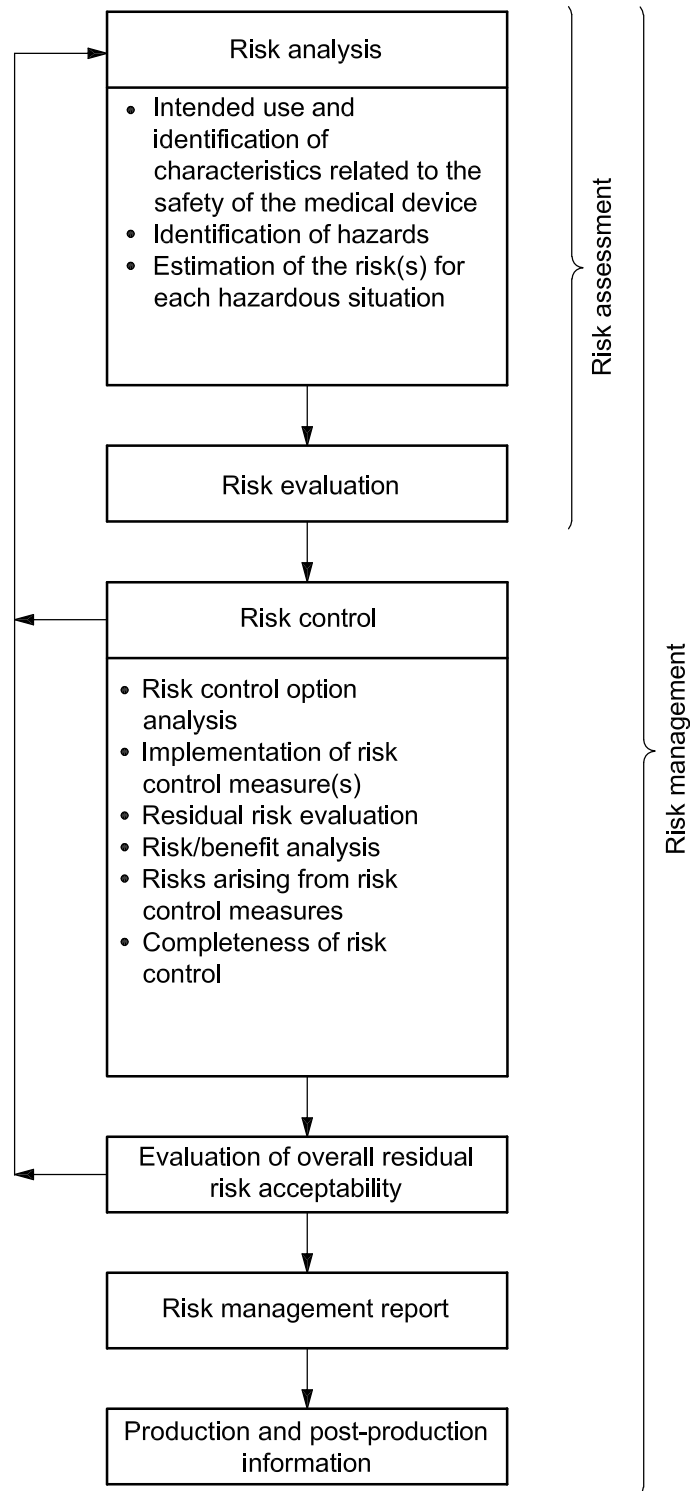 Risk analysis
• Intended use and
identification of
characteristics related to the
safety of the medical device
• Identification of hazards
• Estimation of the risk(s) for
each hazardous situation
Risk evaluation
Risk assessment
Risk control
• Risk control option
analysis
• Implementation of risk
control measure(s)
• Residual risk evaluation
• Risk/benefit analysis
• Risks arising from risk
control measures
• Completeness of risk
control
Evaluation of overall residual
risk acceptability
Risk management report
Production and post-production
information
Risk management